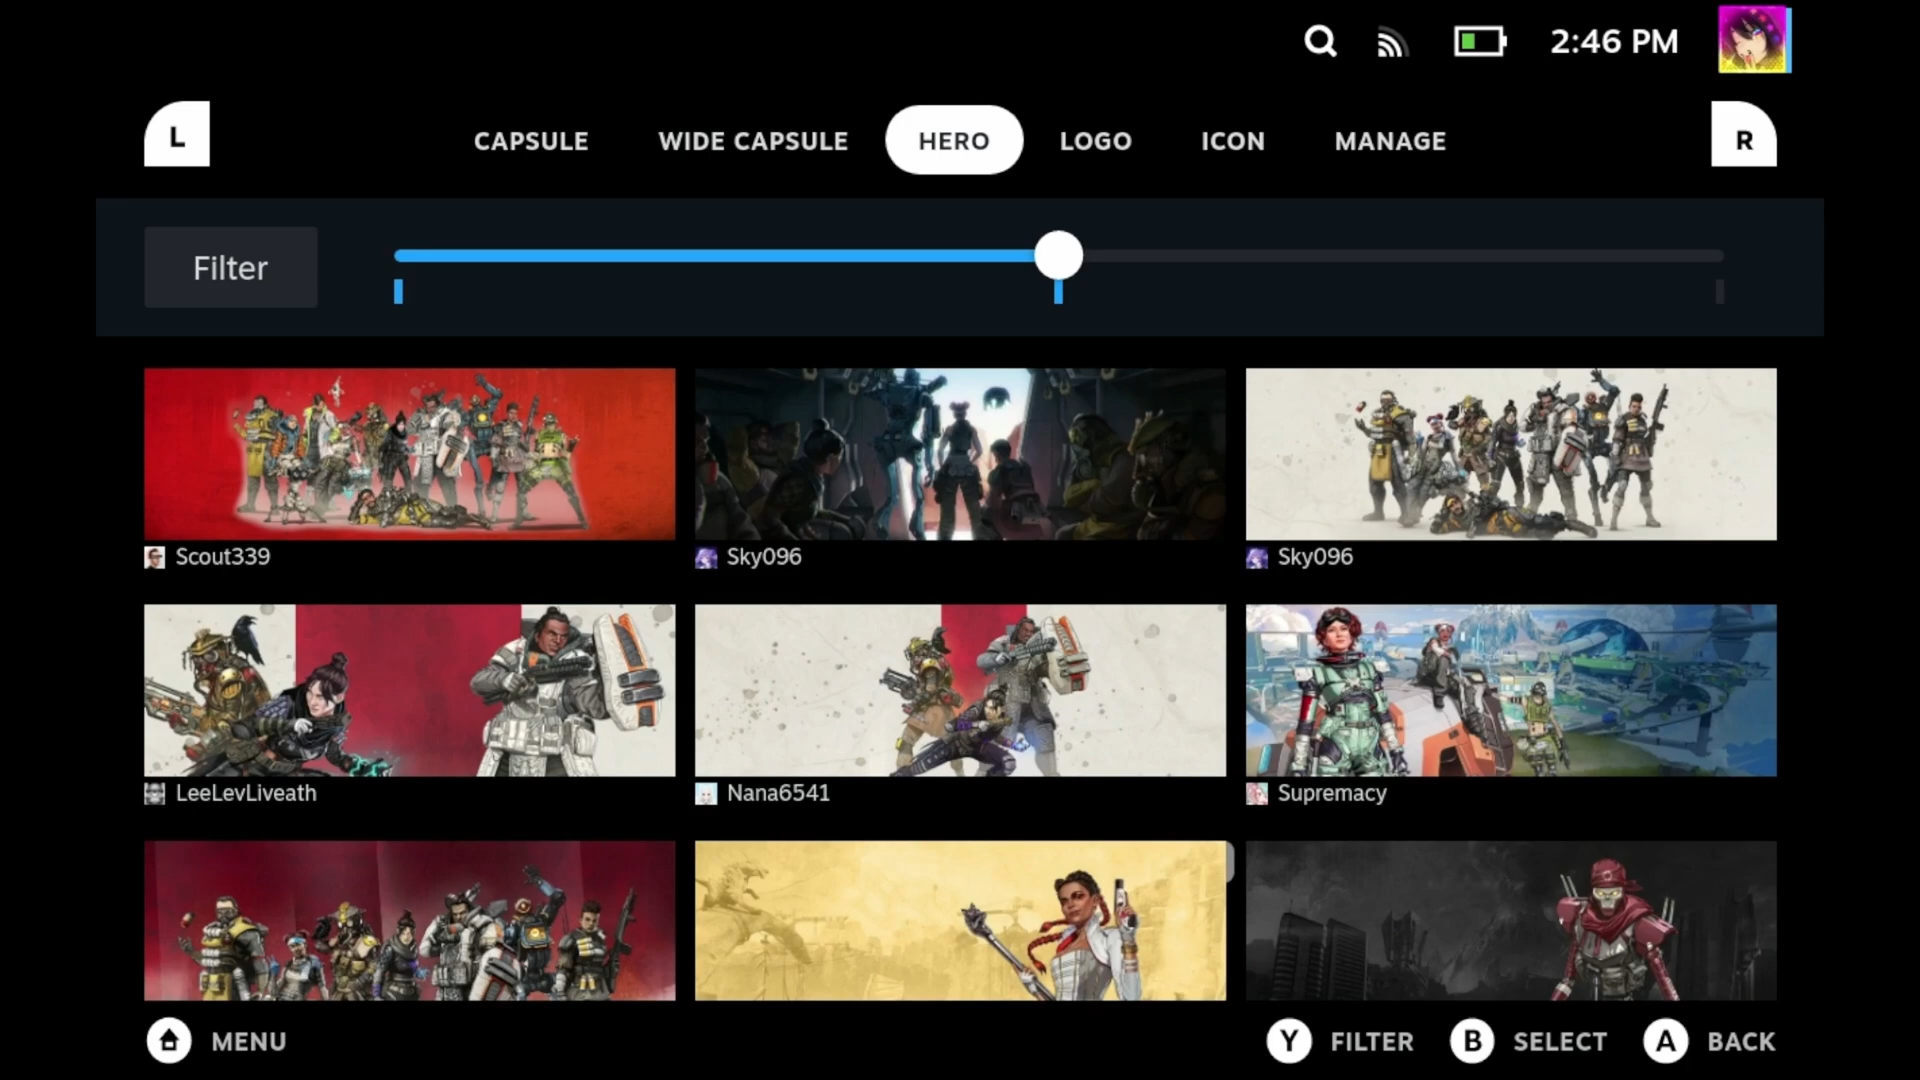 2:46 PM
L CAPSULE WIDE CAPSULE HERO LOGO ICON MANAGE R
Filter
Scout339 Sky096 Sky096
LeeLevLiveath Nana6541 Supremacy
MENU Y FILTER B SELECT A BACK